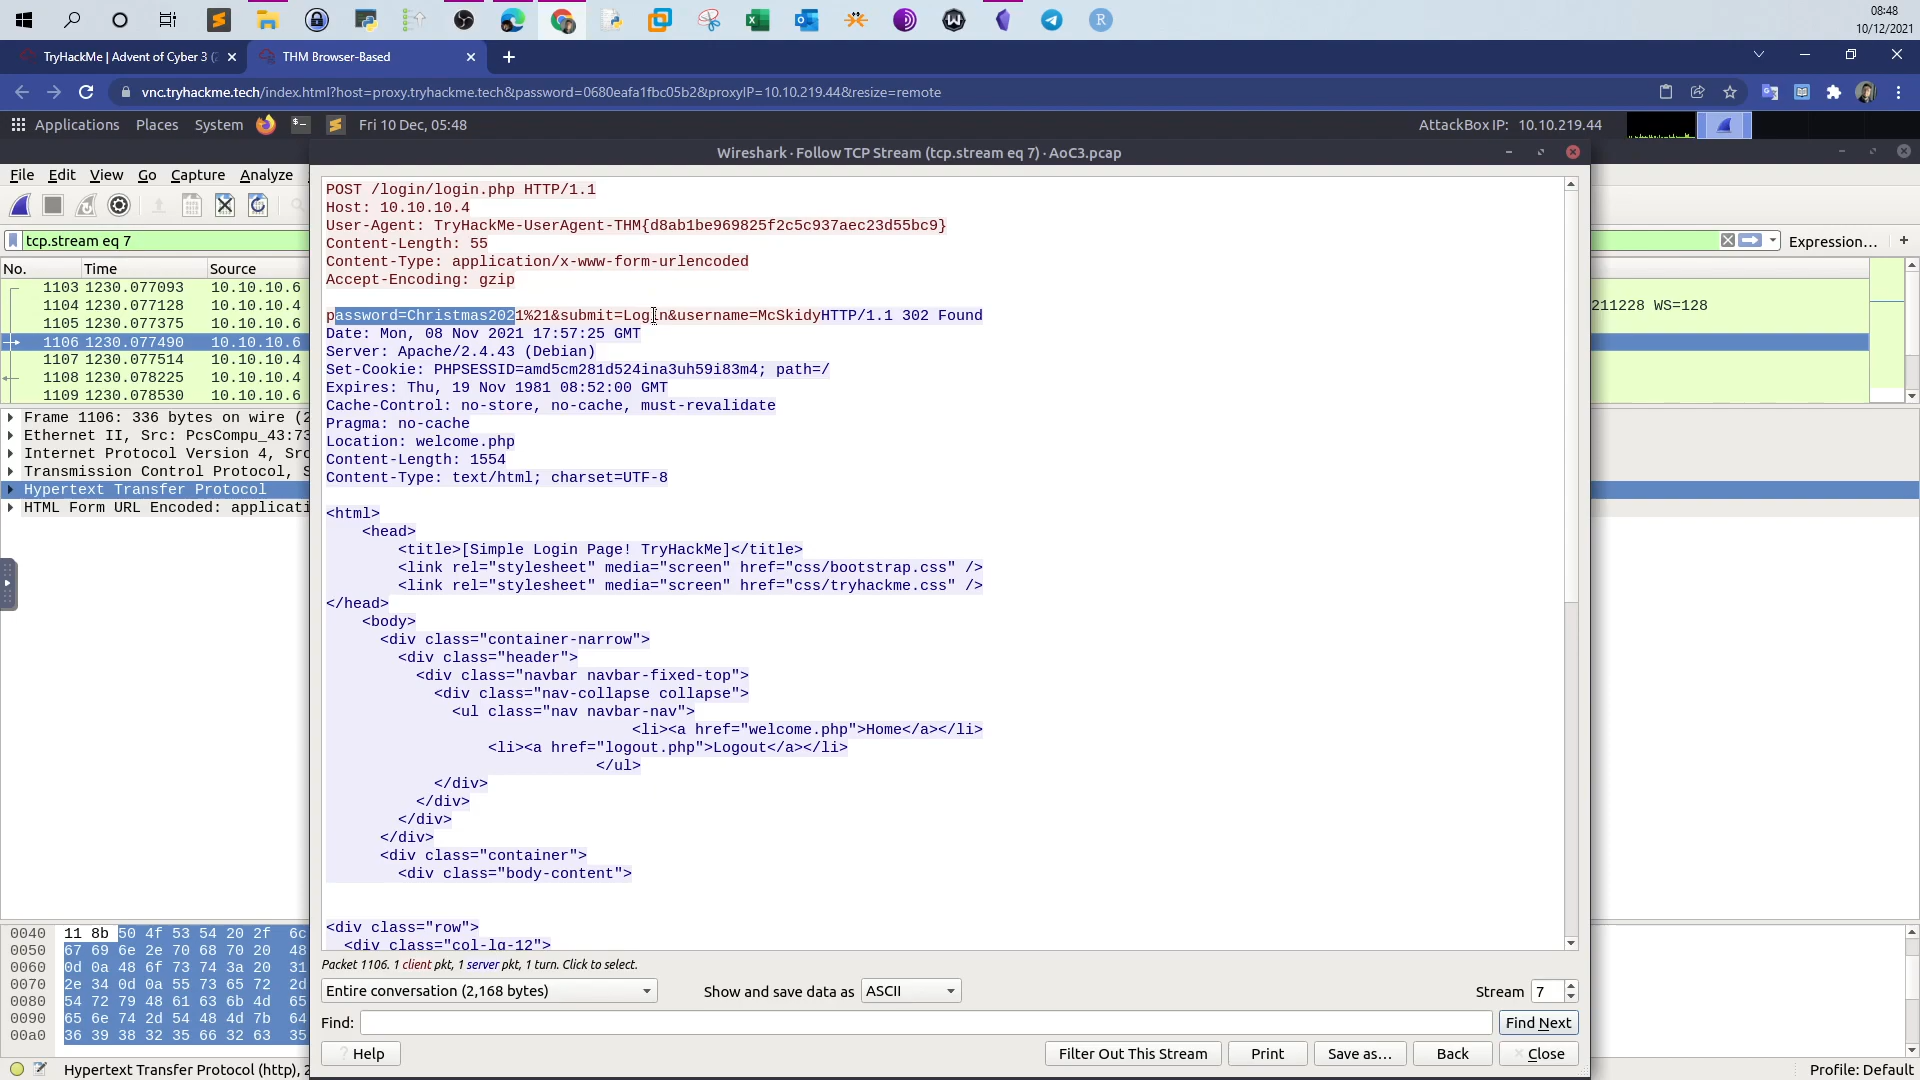 08:48
10/12/2021
TryHackMe | Advent of Cyber 3 (
THM Browser-Based
vnc.tryhackme.tech/index.html?host=proxy.tryhackme.tech&password=0680eafa1fbc05b2&proxyIP=10.10.219.44&resize=remote
Applications Places System Fri 10 Dec, 05:48 AttackBox IP: 10.10.219.44
Wireshark · Follow TCP Stream (tcp.stream eq 7) · AoC3.pcap
File Edit View Go Capture Analyze
tcp.stream eq 7
Expression...
No. Time Source
1103 1230.077093 10.10.10.6
1104 1230.077128 10.10.10.4
211228 WS=128
1105 1230.077375 10.10.10.6
1106 1230.077490 10.10.10.6
1107 1230.077514 10.10.10.4
1108 1230.078225 10.10.10.4
1109 1230.078530 10.10.10.6
Frame 1106: 336 bytes on wire (2
Ethernet II, Src: PcsCompu_43:73
Internet Protocol Version 4, Src
Transmission Control Protocol, S
Hypertext Transfer Protocol
HTML Form URL Encoded: applicati
POST /login/login.php HTTP/1.1
Host: 10.10.10.4
User-Agent: TryHackMe-UserAgent-THM{d8ab1be969825f2c5c937aec23d55bc9}
Content-Length: 55
Content-Type: application/x-www-form-urlencoded
Accept-Encoding: gzip
password=Christmas2021%21&submit=Login&username=McSkidyHTTP/1.1 302 Found
Date: Mon, 08 Nov 2021 17:57:25 GMT
Server: Apache/2.4.43 (Debian)
Set-Cookie: PHPSESSID=amd5cm281d524ina3uh59i83m4; path=/
Expires: Thu, 19 Nov 1981 08:52:00 GMT
Cache-Control: no-store, no-cache, must-revalidate
Pragma: no-cache
Location: welcome.php
Content-Length: 1554
Content-Type: text/html; charset=UTF-8
<html>
<head>
<title>[Simple Login Page! TryHackMe]</title>
<link rel="stylesheet" media="screen" href="css/bootstrap.css" />
<link rel="stylesheet" media="screen" href="css/tryhackme.css" />
</head>
<body>
<div class="container-narrow">
<div class="header">
<div class="navbar navbar-fixed-top">
<div class="nav-collapse collapse">
<ul class="nav navbar-nav">
<li><a href="welcome.php">Home</a></li>
<li><a href="logout.php">Logout</a></li>
</ul>
</div>
</div>
</div>
</div>
<div class="container">
<div class="body-content">
<div class="row">
<div class="col-lg-12">
0040 11 8b 50 4f 53 54 20 2f 6c
0050 67 69 6e 2e 70 68 70 20 48
0060 0d 0a 48 6f 73 74 3a 20 31
0070 2e 34 0d 0a 55 73 65 72 2d
0080 54 72 79 48 61 63 6b 4d 65
0090 65 6e 74 2d 54 48 4d 7b 64
00a0 36 39 38 32 35 66 32 63 35
Packet 1106. 1 client pkt, 1 server pkt, 1 turn. Click to select.
Entire conversation (2,168 bytes) Show and save data as ASCII Stream 7
Find: Find Next
Help Filter Out This Stream Print Save as… Back Close
Hypertext Transfer Protocol (http), 2
Profile: Default